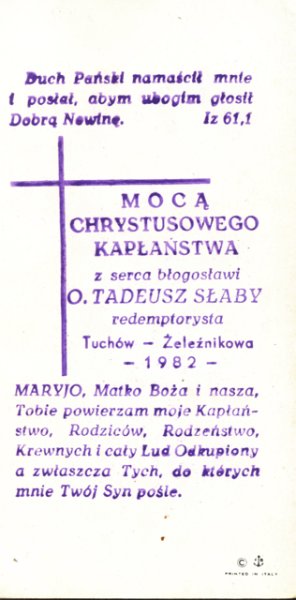 Duch Pański namaścił mnie
i posłał, abym ubogim głosił
Dobrą Nowinę. Iz 61,1
MOCĄ
CHRYSTUSOWEGO
KAPŁAŃSTWA
z serca błogosławi
O. TADEUSZ SŁABY
redemptorysta
Tuchów – Żeleźnikowa
– 1982 –
MARYJO, Matko Boża i nasza,
Tobie powierzam moje Kapłań-
stwo, Rodziców, Rodzeństwo,
Krewnych i cały Lud Odkupiony
a zwłaszcza Tych, do których
mnie Twój Syn pośle.
©
PRINTED IN ITALY